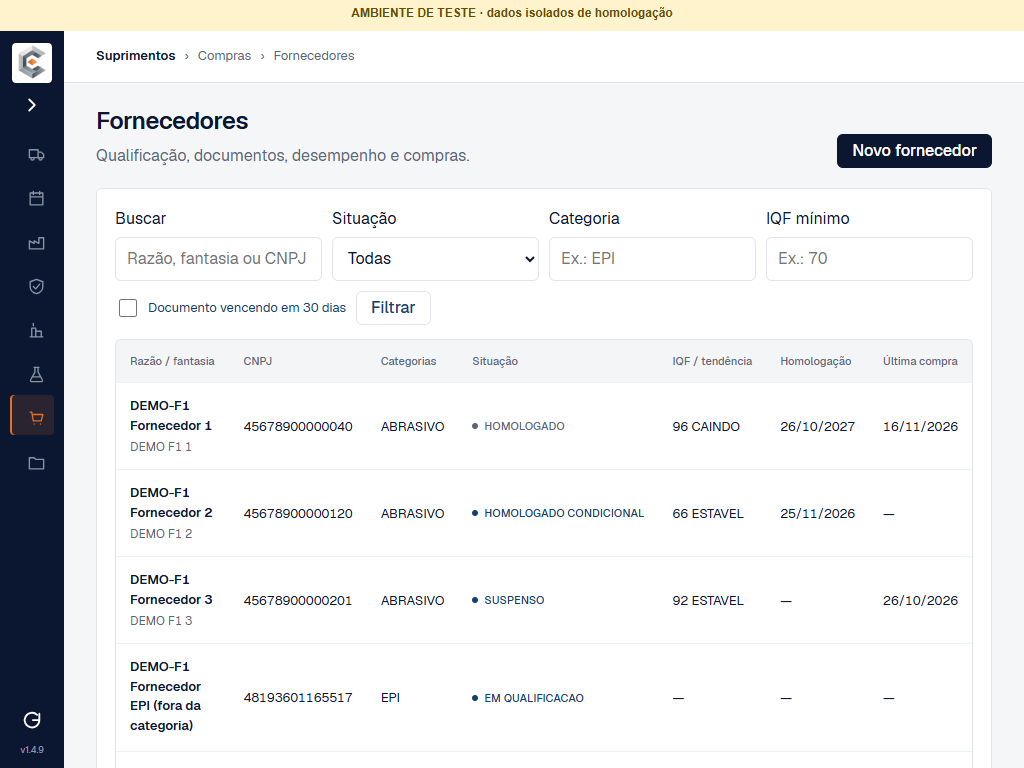 AMBIENTE DE TESTE · dados isolados de homologação
Suprimentos › Compras › Fornecedores
Fornecedores
Qualificação, documentos, desempenho e compras.
Novo fornecedor
Buscar Situação Categoria IQF mínimo
Razão, fantasia ou CNPJ Todas Ex.: EPI Ex.: 70
Documento vencendo em 30 dias Filtrar
Razão / fantasia CNPJ Categorias Situação IQF / tendência Homologação Última compra
DEMO-F1
Fornecedor 1 45678900000040 ABRASIVO HOMOLOGADO 96 CAINDO 26/10/2027 16/11/2026
DEMO F1 1
DEMO-F1
Fornecedor 2 45678900000120 ABRASIVO HOMOLOGADO CONDICIONAL 66 ESTAVEL 25/11/2026 —
DEMO F1 2
DEMO-F1
Fornecedor 3 45678900000201 ABRASIVO SUSPENSO 92 ESTAVEL — 26/10/2026
DEMO F1 3
DEMO-F1
Fornecedor
EPI (fora da
categoria) 48193601165517 EPI EM QUALIFICACAO — — —
v1.4.9